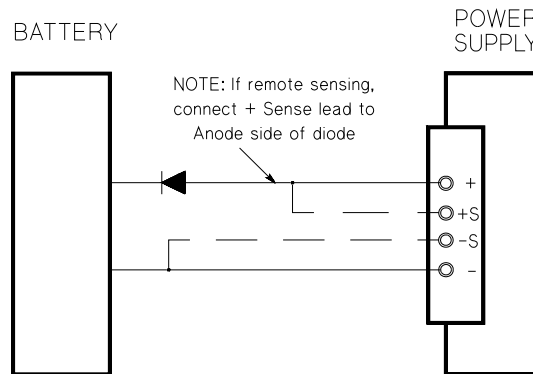 BATTERY
POWER
SUPPLY
NOTE: If remote sensing,
connect + Sense lead to
Anode side of diode
+
+S
-S
-